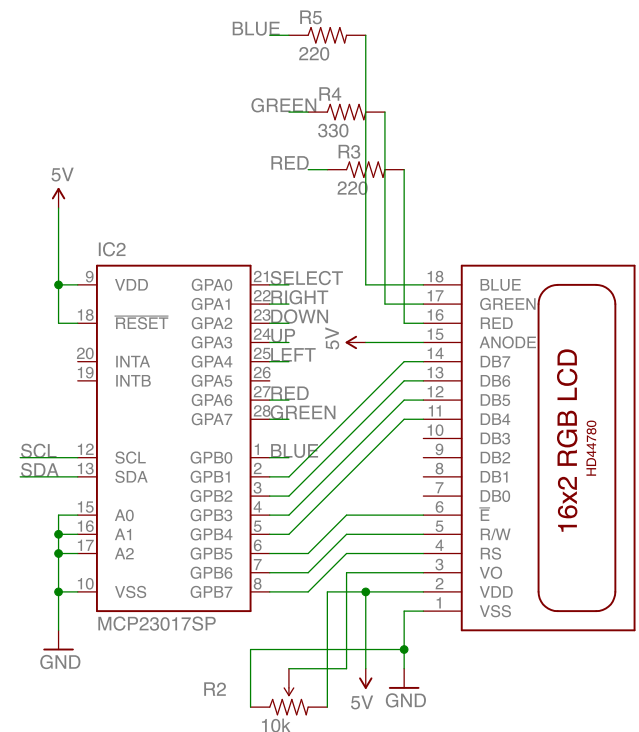 BLUE R5
220
GREEN R4
330
RED R3
220
5V
IC2
9 VDD GPA0 21 SELECT
GPA1 22 RIGHT
18 RESET GPA2 23 DOWN
GPA3 24 UP
20 INTA GPA4 25 LEFT
19 INTB GPA5 26
GPA6 27 RED
GPA7 28 GREEN
SCL 12 SCL GPB0 1 BLUE
SDA 13 SDA GPB1 2
GPB2 3
15 A0 GPB3 4
16 A1 GPB4 5
17 A2 GPB5 6
GPB6 7
10 VSS GPB7 8
MCP23017SP
GND
18 BLUE
17 GREEN
16 RED
5V 15 ANODE
14 DB7
13 DB6
12 DB5
11 DB4
10 DB3
9 DB2
8 DB1
7 DB0
6 E
5 R/W
4 RS
3 VO
2 VDD
1 VSS
16x2 RGB LCD
HD44780
R2
10k
5V
GND